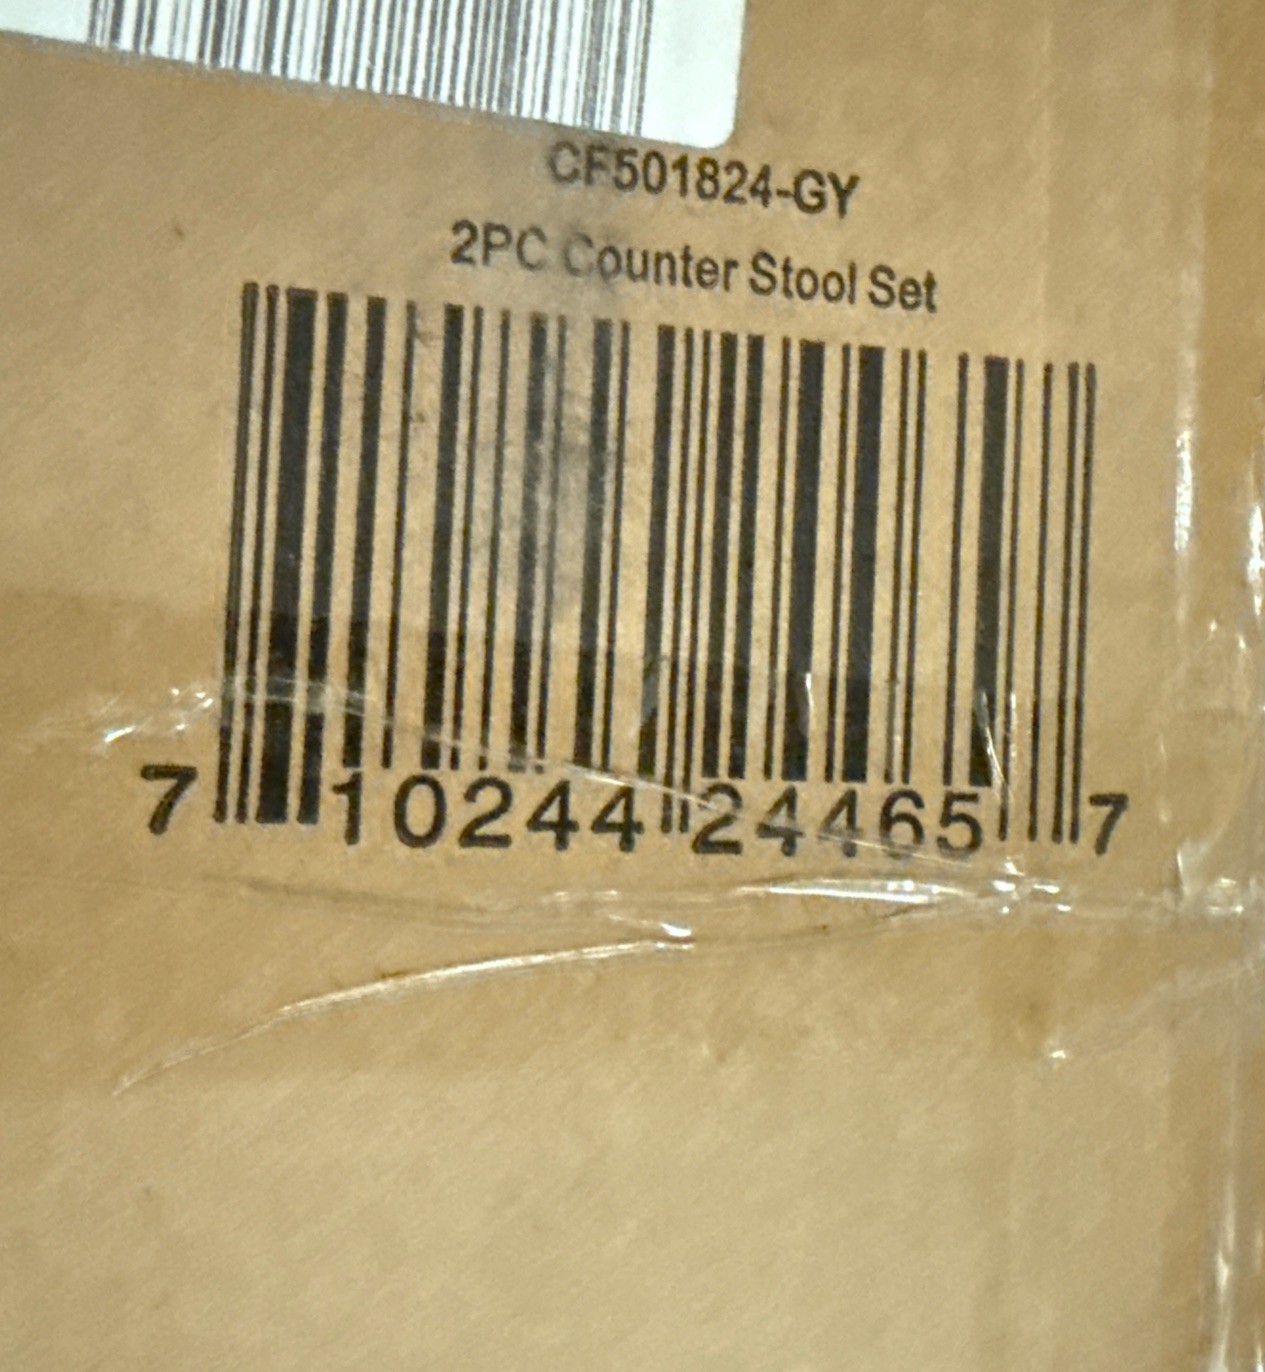 CF501824-GY
2PC Counter Stool Set
7 10244 24465 7